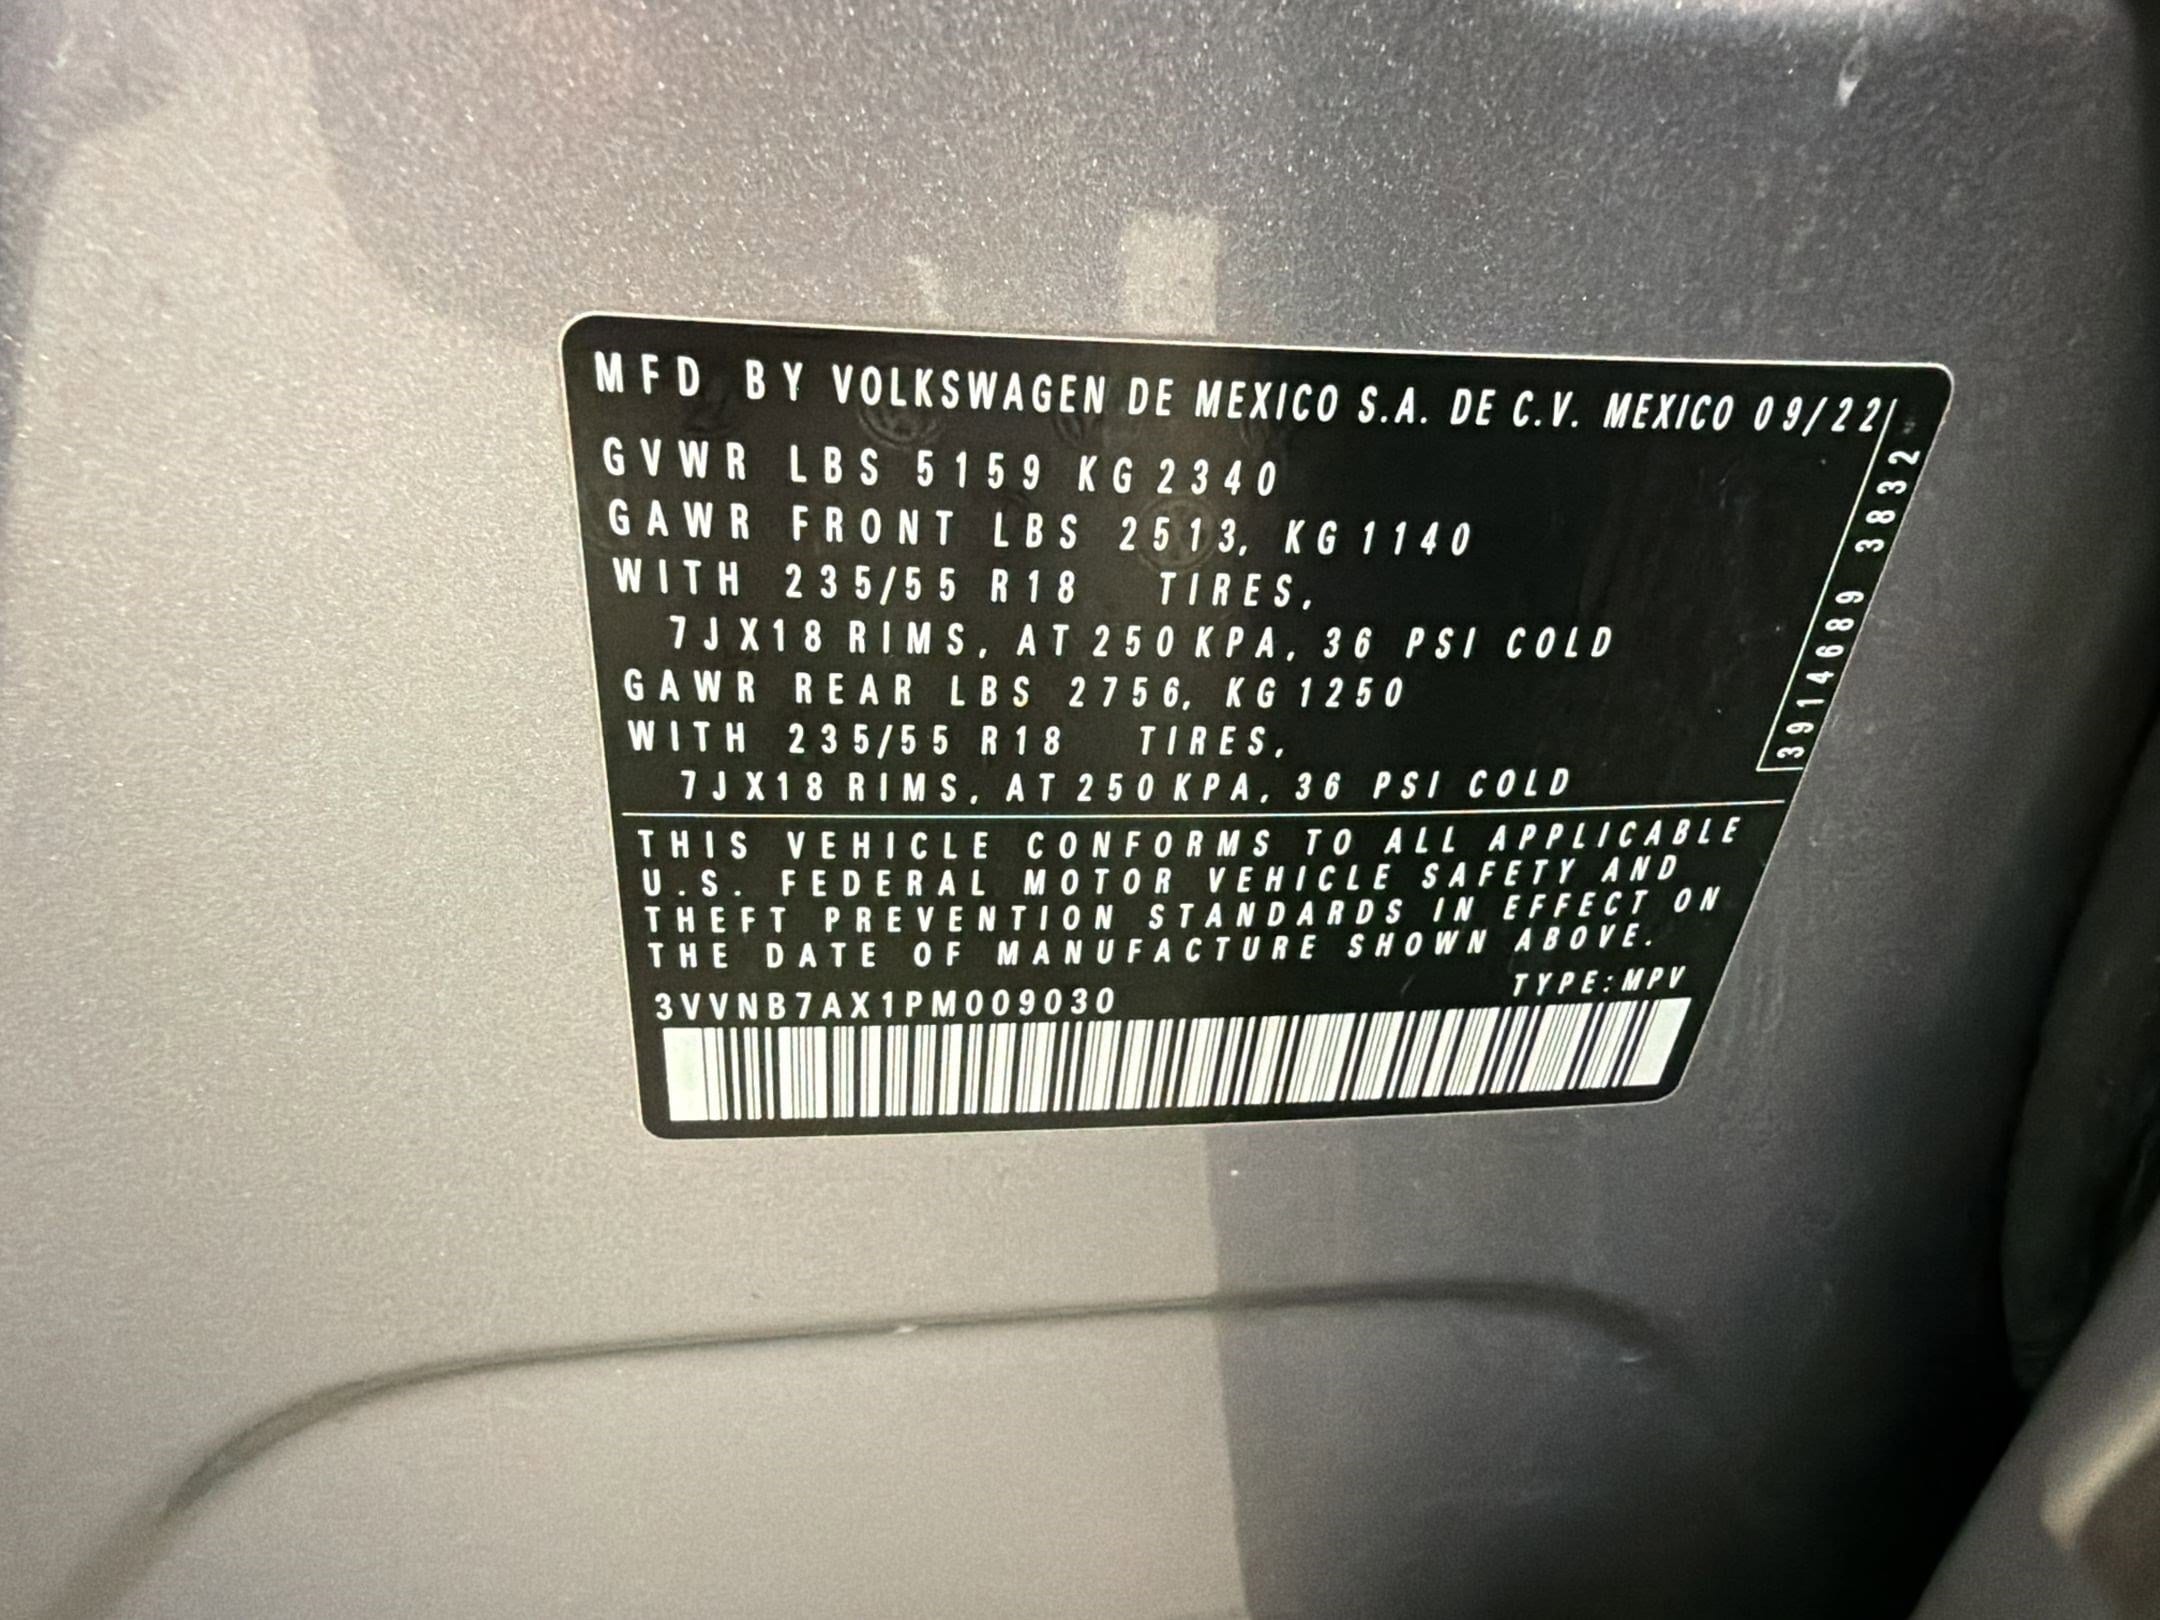 MFD BY VOLKSWAGEN DE MEXICO S.A. DE C.V. MEXICO 09/22
GVWR LBS 5159 KG 2340
GAWR FRONT LBS 2513, KG 1140
WITH 235/55 R18 TIRES,
7JX18 RIMS, AT 250 KPA, 36 PSI COLD
GAWR REAR LBS 2756, KG 1250
WITH 235/55 R18 TIRES,
7JX18 RIMS, AT 250 KPA, 36 PSI COLD
3914689 3832
THIS VEHICLE CONFORMS TO ALL APPLICABLE
U.S. FEDERAL MOTOR VEHICLE SAFETY AND
THEFT PREVENTION STANDARDS IN EFFECT ON
THE DATE OF MANUFACTURE SHOWN ABOVE.
TYPE:MPV
3VVNB7AX1PM009030